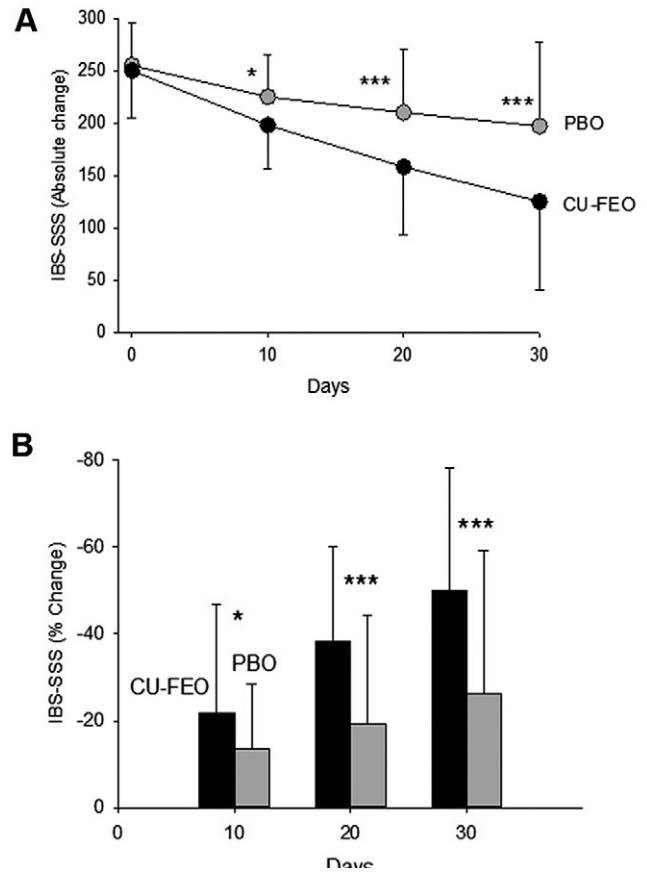 A
IBS-SSS (Absolute change)
300
250
200
150
100
50
0
*
***
***
PBO
CU-FEO
0 10 20 30
Days
B
IBS-SSS (% Change)
-80
-60
-40
-20
0
***
***
*
PBO
CU-FEO
0 10 20 30
Days